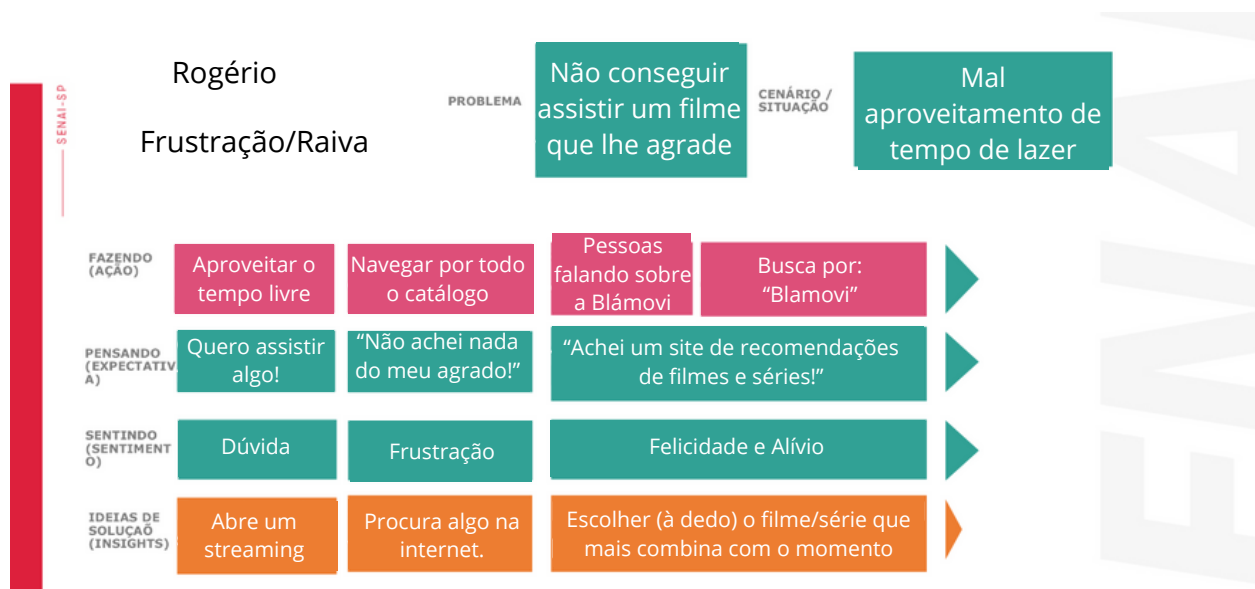 SENAI-SP
Rogério
Frustração/Raiva
PROBLEMA
Não conseguir
assistir um filme
que lhe agrade
CENÁRIO /
SITUAÇÃO
Mal
aproveitamento de
tempo de lazer
FAZENDO
(AÇÃO)
Aproveitar o
tempo livre
Navegar por todo
o catálogo
Pessoas
falando sobre
a Blámovi
Busca por:
“Blamovi”
PENSANDO
(EXPECTATIV
A)
Quero assistir
algo!
“Não achei nada
do meu agrado!”
“Achei um site de recomendações
de filmes e séries!”
SENTINDO
(SENTIMENT
O)
Dúvida
Frustração
Felicidade e Alívio
IDEIAS DE
SOLUÇAÕ
(INSIGHTS)
Abre um
streaming
Procura algo na
internet.
Escolher (à dedo) o filme/série que
mais combina com o momento
ENAI